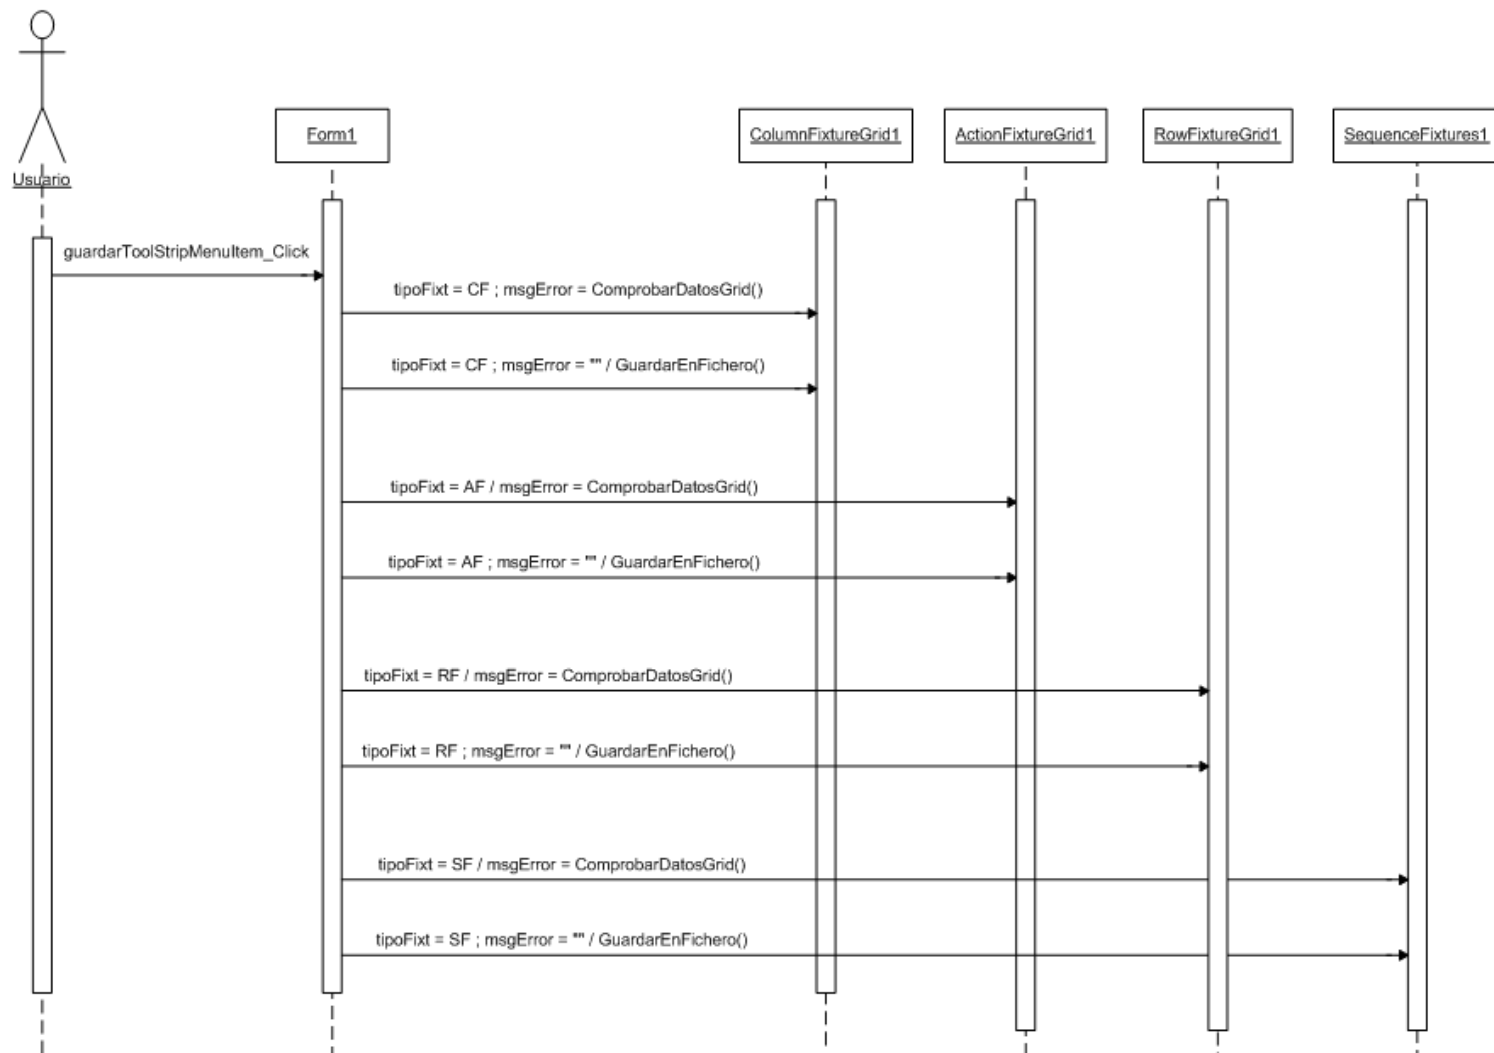 Form1
ColumnFixtureGrid1
ActionFixtureGrid1
RowFixtureGrid1
SequenceFixtures1
Usuario
guardarToolStripMenuItem_Click
tipoFixt = CF ; msgError = ComprobarDatosGrid()
tipoFixt = CF ; msgError = "" / GuardarEnFichero()
tipoFixt = AF / msgError = ComprobarDatosGrid()
tipoFixt = AF ; msgError = "" / GuardarEnFichero()
tipoFixt = RF / msgError = ComprobarDatosGrid()
tipoFixt = RF ; msgError = "" / GuardarEnFichero()
tipoFixt = SF / msgError = ComprobarDatosGrid()
tipoFixt = SF ; msgError = "" / GuardarEnFichero()